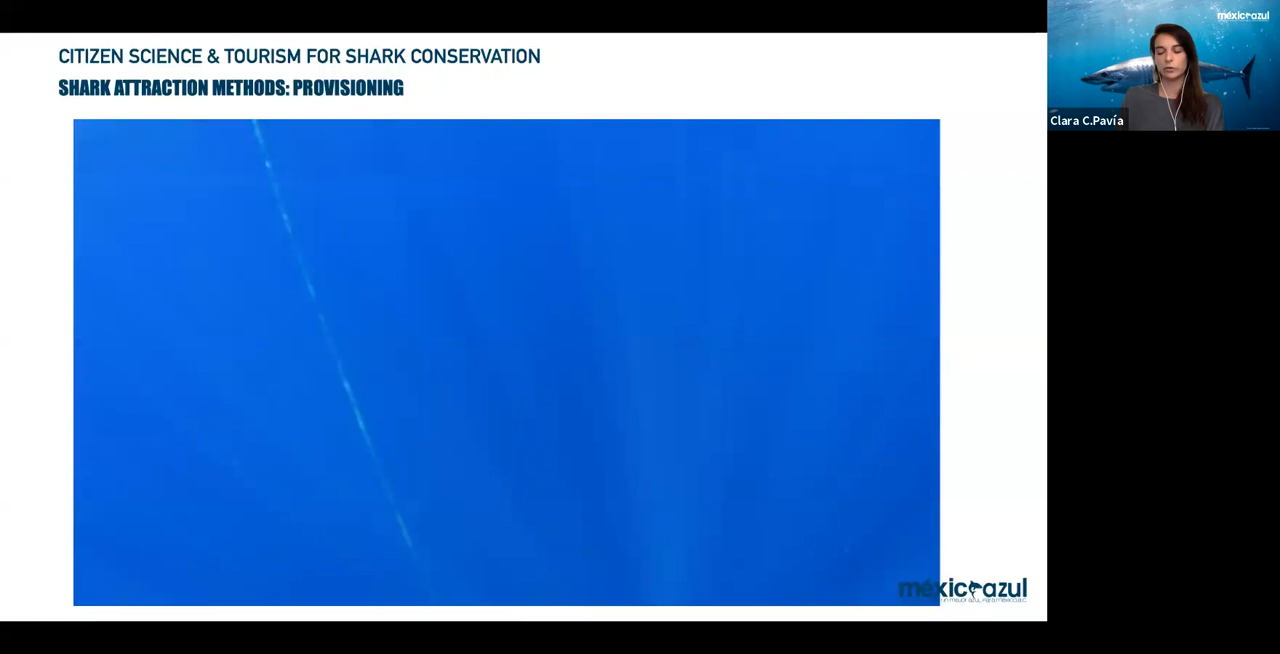 CITIZEN SCIENCE & TOURISM FOR SHARK CONSERVATION
SHARK ATTRACTION METHODS: PROVISIONING
méxicoazul
Clara C.Pavía
méxicoazul